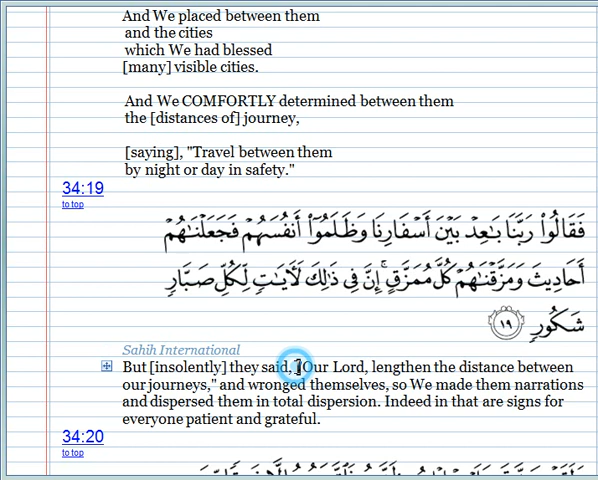 And We placed between them
and the cities
which We had blessed
[many] visible cities.
And We COMFORTLY determined between them
the [distances of] journey,
[saying], "Travel between them
by night or day in safety."
34:19
to top
فَقَالُوا۟ رَبَّنَا بَـٰعِدْ بَيْنَ أَسْفَارِنَا وَظَلَمُوٓا۟ أَنفُسَهُمْ فَجَعَلْنَـٰهُمْ
أَحَادِيثَ وَمَزَّقْنَـٰهُمْ كُلَّ مُمَزَّقٍ ۚ إِنَّ فِى ذَٰلِكَ لَـَٔايَـٰتٍ لِّكُلِّ صَبَّارٍ
شَكُورٍ ١٩
Sahih International
But [insolently] they said, "Our Lord, lengthen the distance between
our journeys," and wronged themselves, so We made them narrations
and dispersed them in total dispersion. Indeed in that are signs for
everyone patient and grateful.
34:20
to top